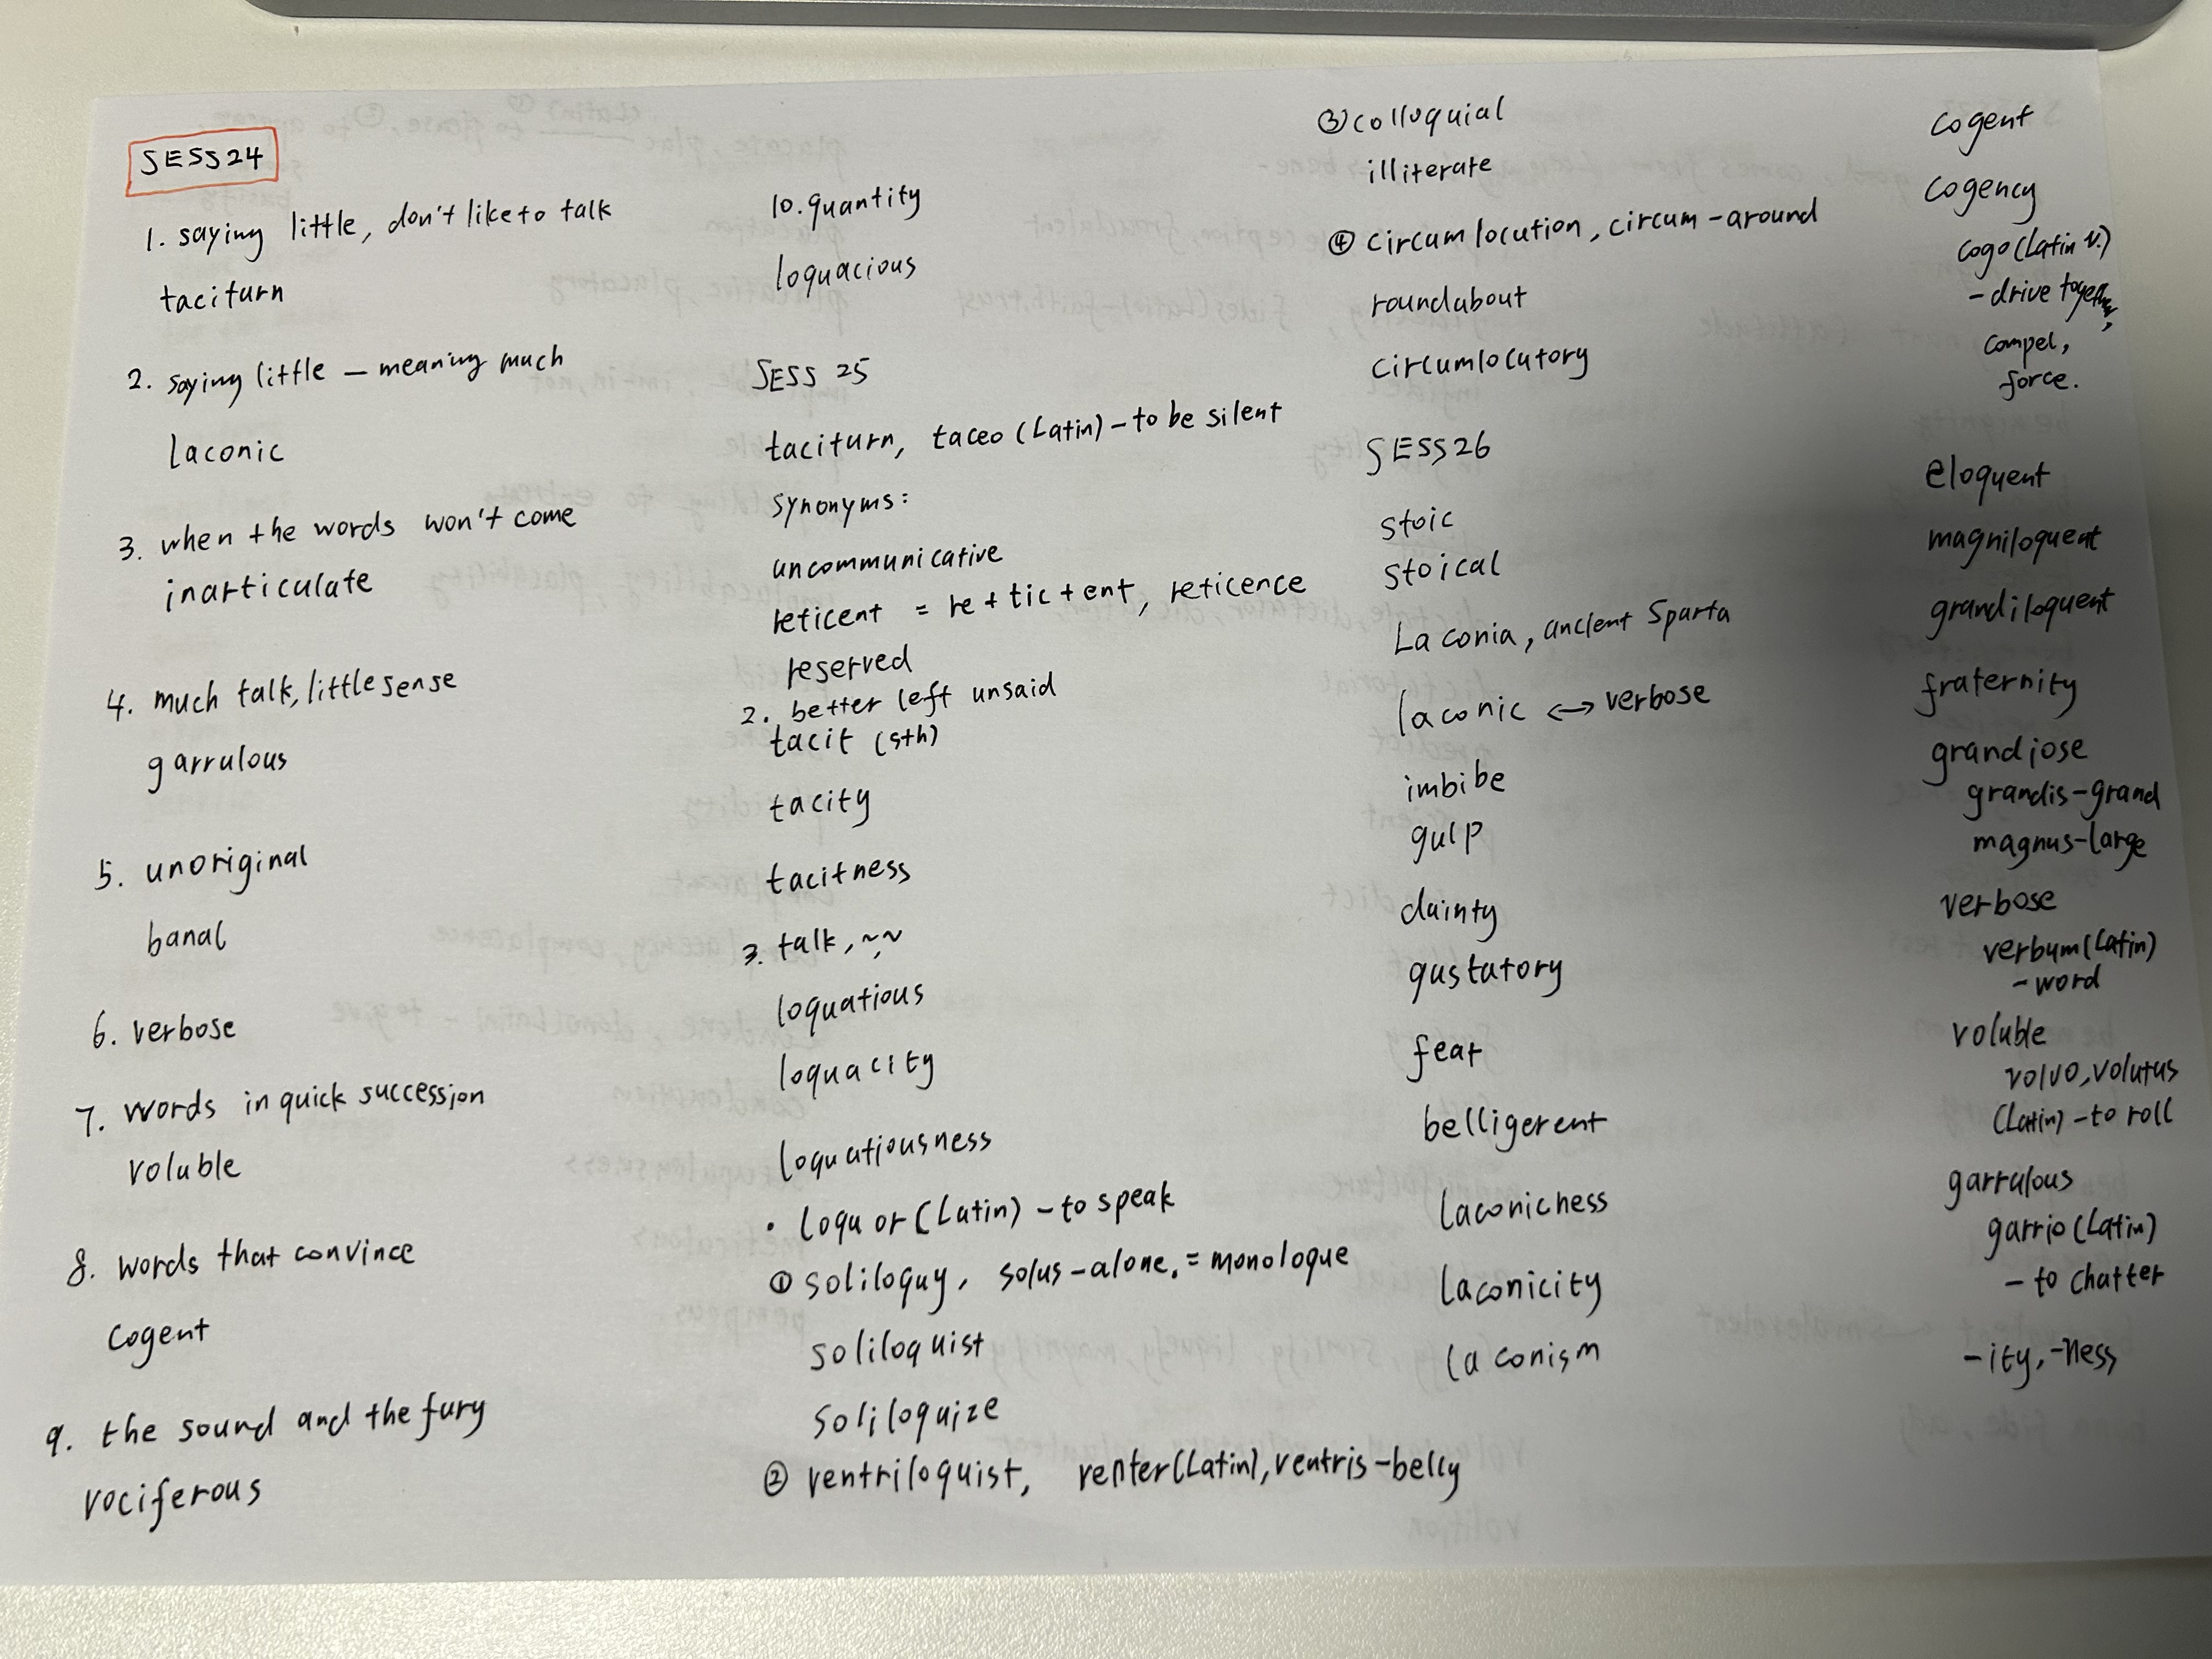 SESS24
1. saying little, don't like to talk
taciturn
2. saying little — meaning much
laconic
3. when the words won't come
inarticulate
4. much talk, little sense
garrulous
5. unoriginal
banal
6. verbose
7. words in quick succession
voluble
8. words that convince
cogent
9. the sound and the fury
vociferous
10. quantity
loquacious
SESS 25
taciturn, taceo (Latin) - to be silent
synonyms:
uncommunicative
reticent = re + tic + ent, reticence
reserved
2. better left unsaid
tacit (sth)
tacity
tacitness
3. talk, ~,~
loquatious
loquacity
loquatiousness
• loquor (Latin) - to speak
① soliloquy, solus-alone. = monologue
soliloquist
soliloquize
② ventriloquist, venter (Latin), ventris-belly
③ colloquial
illiterate
④ circumlocution, circum-around
roundabout
circumlocutory
SESS26
stoic
stoical
Laconia, ancient Sparta
laconic <-> verbose
imbibe
gulp
dainty
gustatory
fear
belligerent
laconicness
laconicity
laconism
cogent
cogency
cogo (Latin v.)
- drive together,
compel,
force.
eloquent
magniloquent
grandiloquent
fraternity
grandiose
grandis-grand
magnus-large
verbose
verbum (Latin)
- word
voluble
volvo, volutus
(Latin) - to roll
garrulous
garrio (Latin)
- to chatter
-ity, -ness